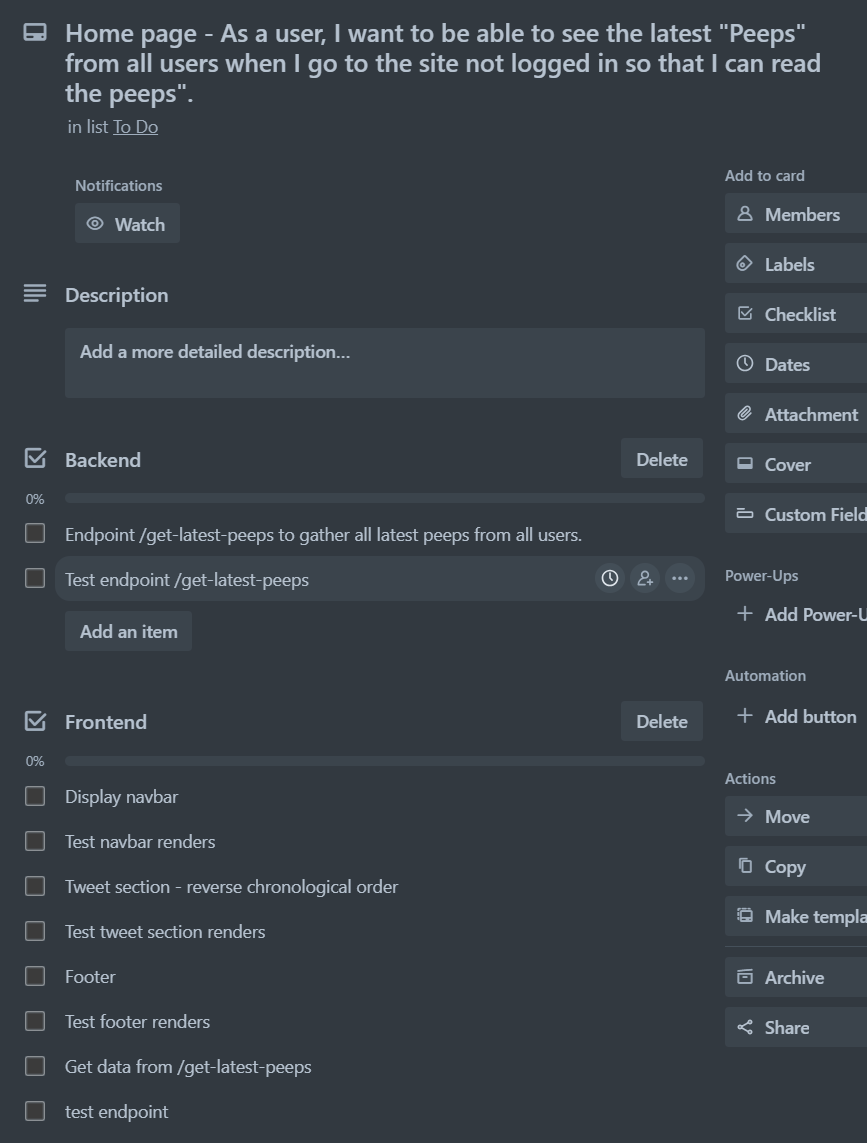 Home page - As a user, I want to be able to see the latest "Peeps"
from all users when I go to the site not logged in so that I can read
the peeps".
in list To Do
Notifications
Watch
Description
Add a more detailed description...
Backend
Delete
0%
Endpoint /get-latest-peeps to gather all latest peeps from all users.
Test endpoint /get-latest-peeps
Add an item
Frontend
Delete
0%
Display navbar
Test navbar renders
Tweet section - reverse chronological order
Test tweet section renders
Footer
Test footer renders
Get data from /get-latest-peeps
test endpoint
Add to card
Members
Labels
Checklist
Dates
Attachment
Cover
Custom Field
Power-Ups
Add Power-U
Automation
Add button
Actions
Move
Copy
Make templa
Archive
Share